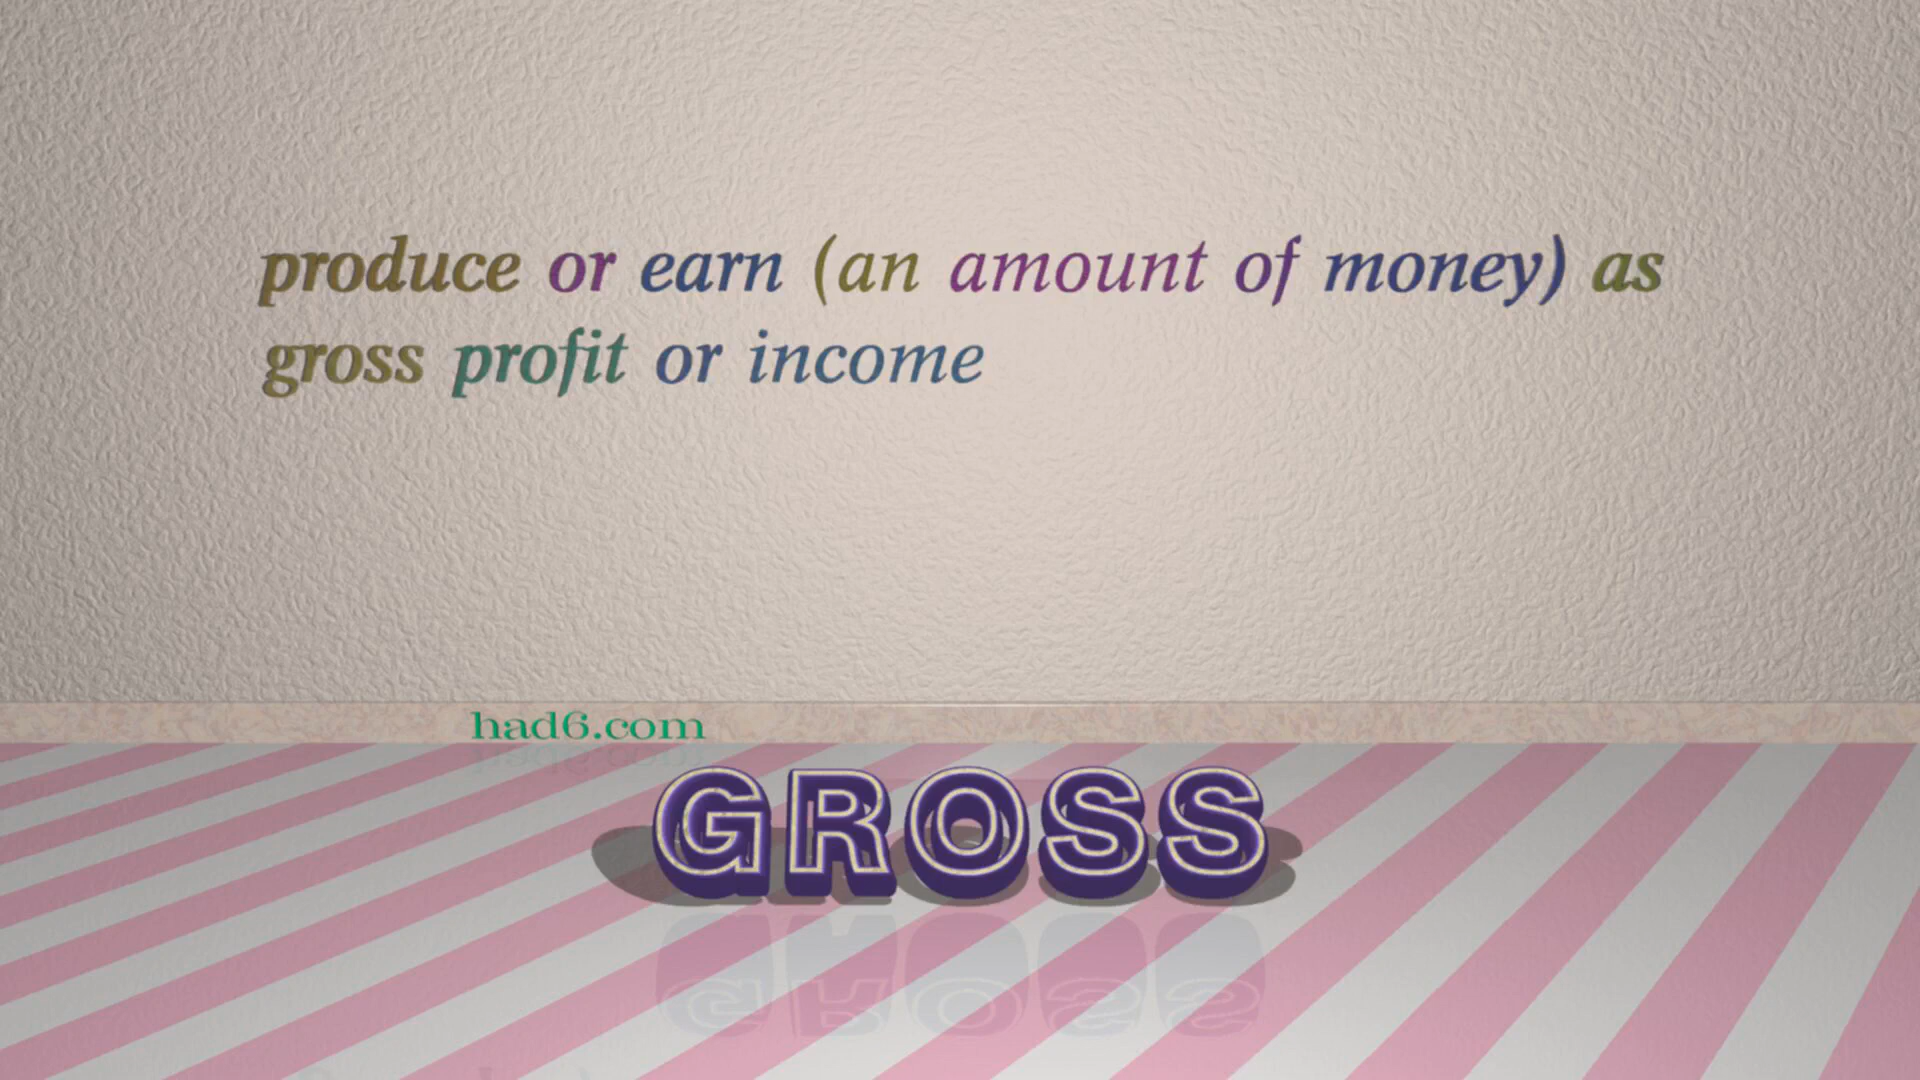 produce or earn (an amount of money) as
gross profit or income
had6.com
GROSS